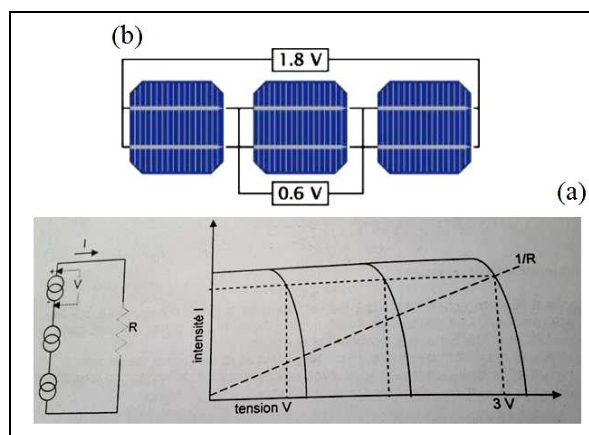 (b)
1.8 V
0.6 V
(a)
I
+
V
-
R
intensité I
1/R
tension V
3 V